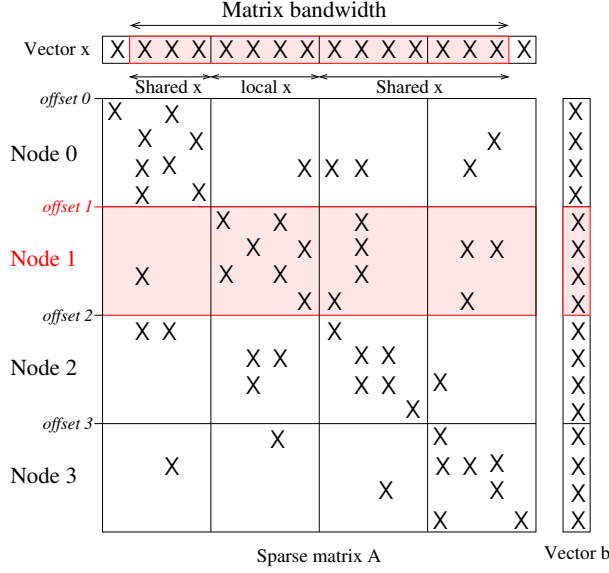 Matrix bandwidth
Vector x X X X X X X X X X X X X X X X X
Shared x local x Shared x
offset 0
X X X
X X X X
Node 0
X X X X X X X
X X X
offset 1
X X X X
X X X X X X
Node 1
X X X X X
X X X X
offset 2
X X X X
X X X X X
Node 2
X X X X X
X X
offset 3
X X X
X X X X X
Node 3
X X X
X X X
Sparse matrix A
Vector b